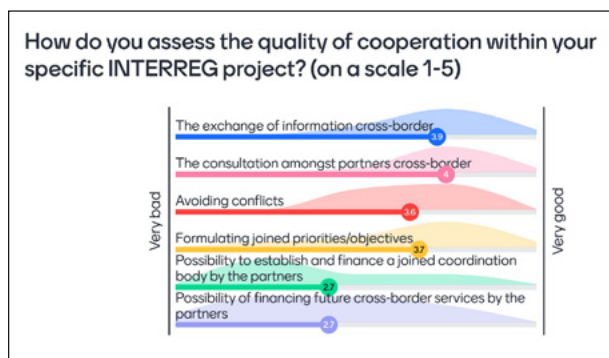 How do you assess the quality of cooperation within your
specific INTERREG project? (on a scale 1-5)
Very bad
Very good
The exchange of information cross-border
3.9
The consultation amongst partners cross-border
4
Avoiding conflicts
3.6
Formulating joined priorities/objectives
3.7
Possibility to establish and finance a joined coordination
body by the partners
2.7
Possibility of financing future cross-border services by the
partners
2.7